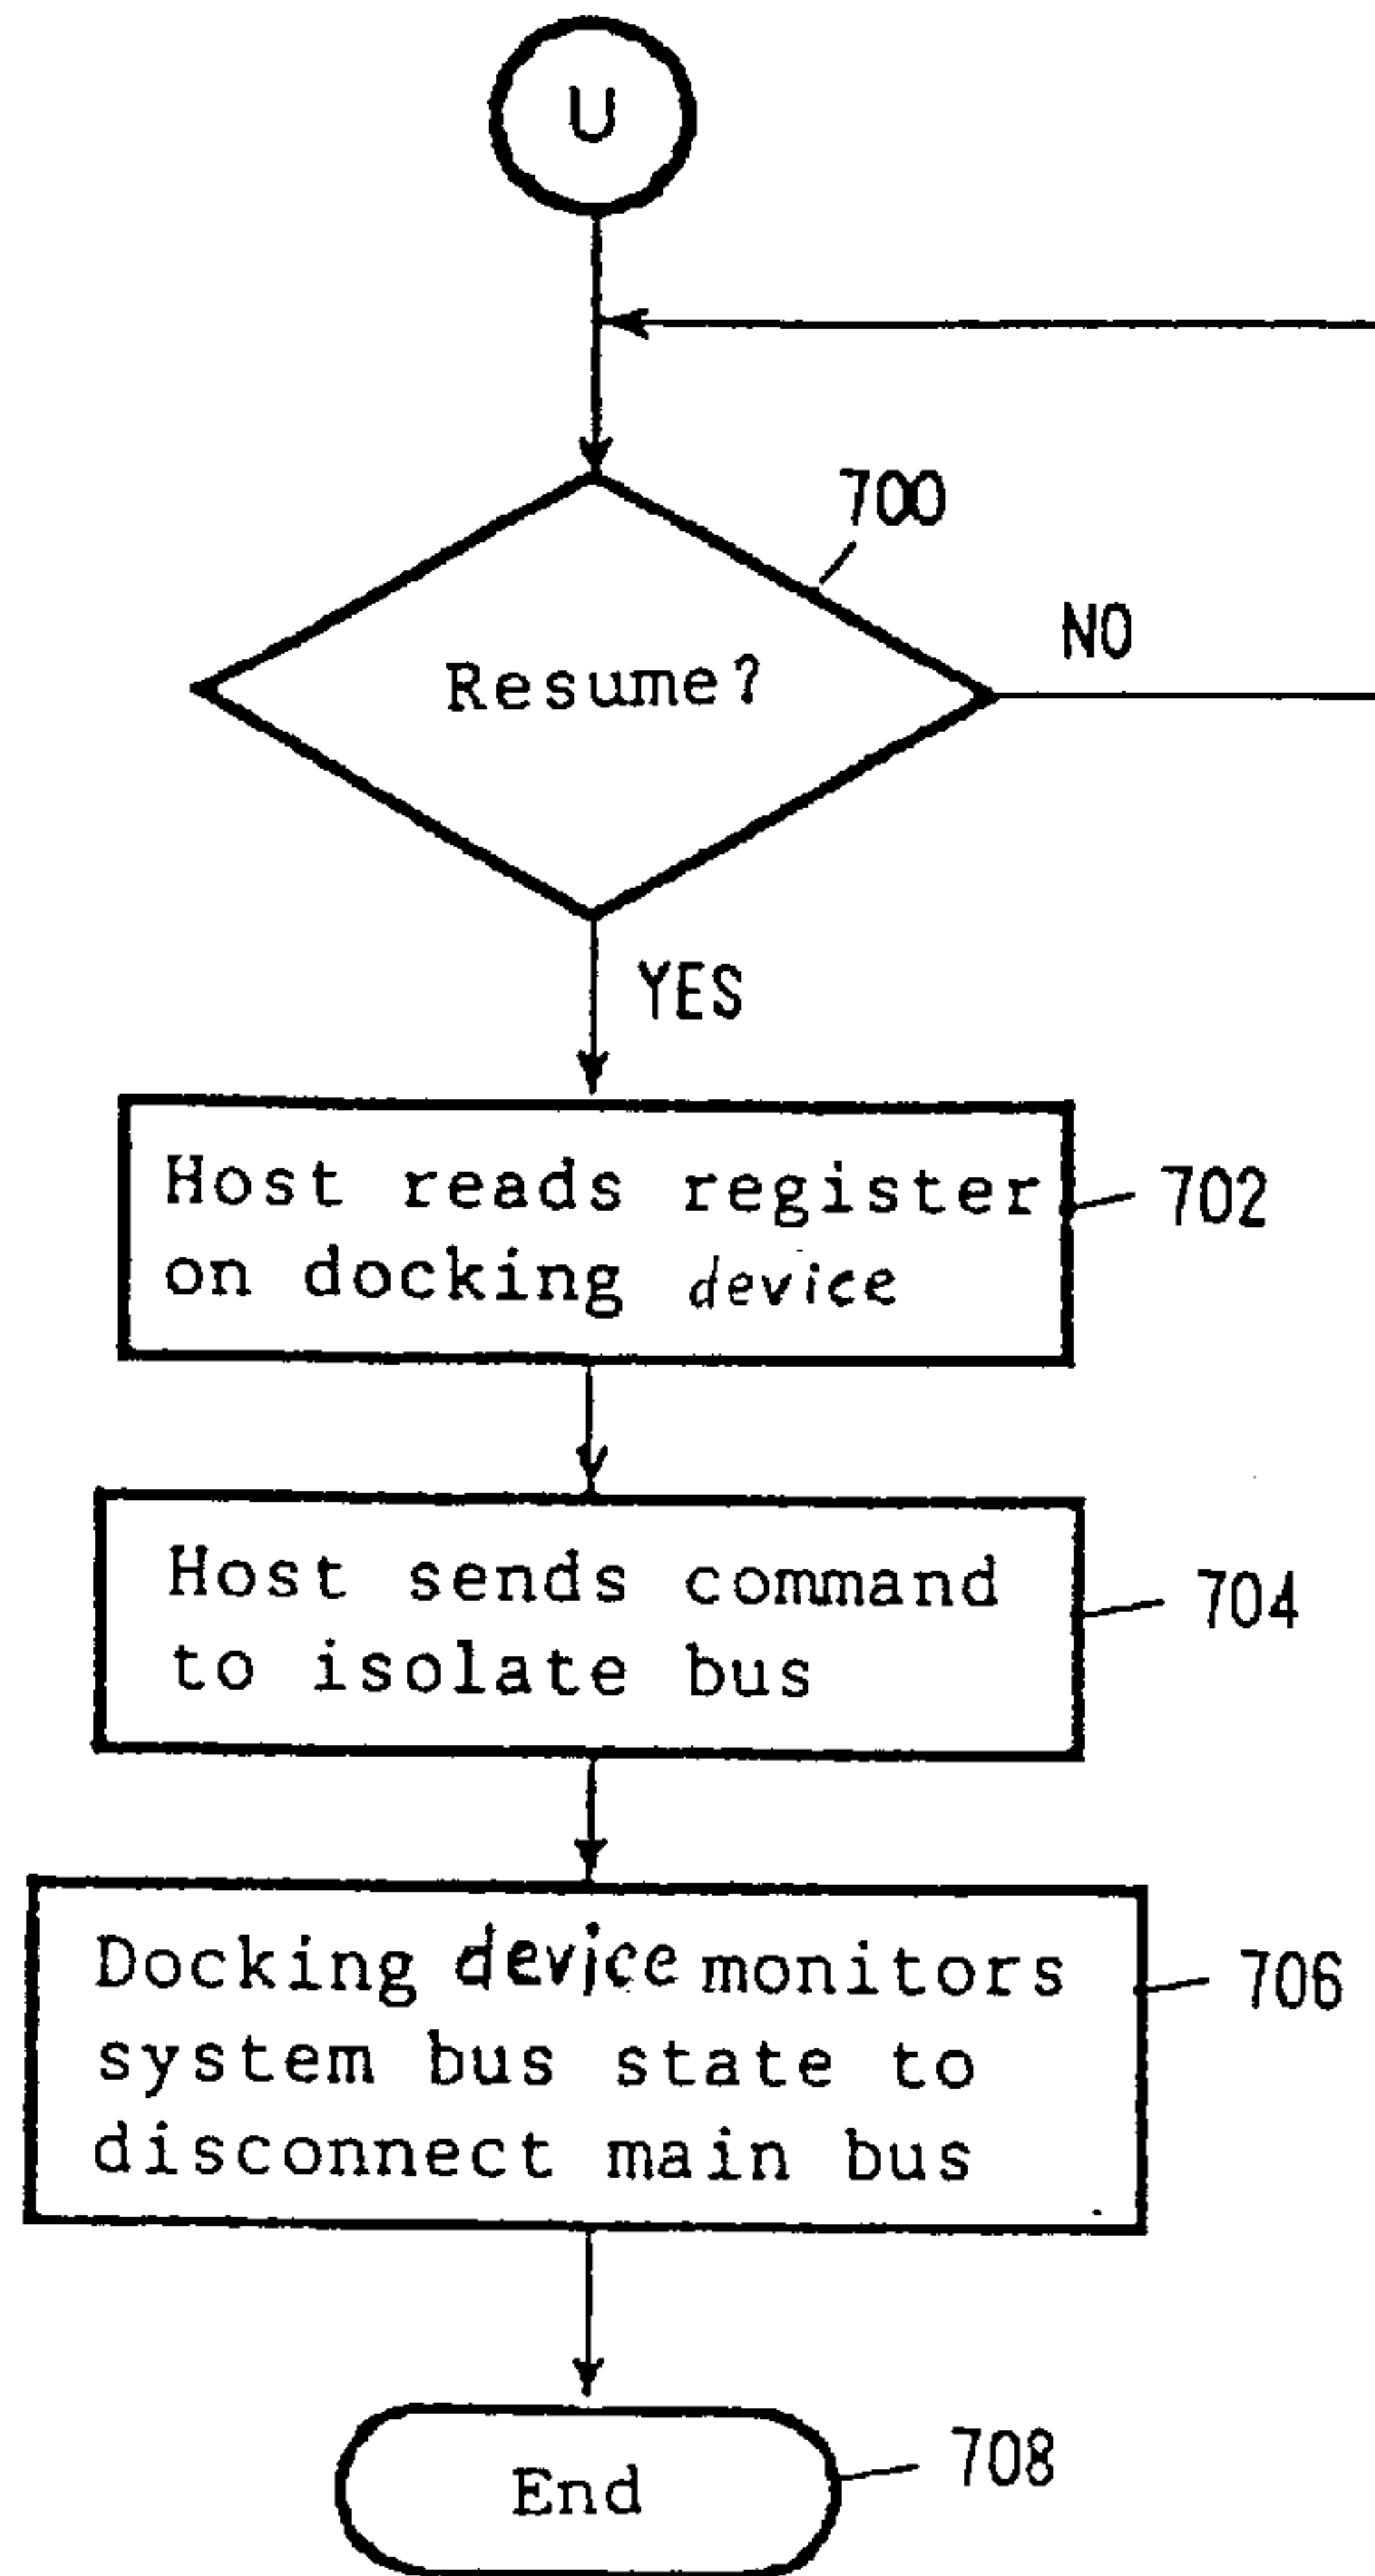 U
700
Resume?
NO
YES
Host reads register
on docking device
702
Host sends command
to isolate bus
704
Docking device monitors
system bus state to
disconnect main bus
706
End
708